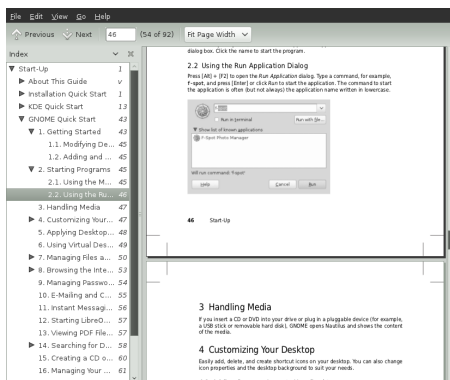 File Edit View Go Help
Previous Next 46 (54 of 92) Fit Page Width
Index
Start-Up 1
About This Guide v
Installation Quick Start 1
KDE Quick Start 13
GNOME Quick Start 43
1. Getting Started 43
1.1. Modifying De... 45
1.2. Adding and ... 45
2. Starting Programs 45
2.1. Using the M... 45
2.2. Using the Ru... 46
3. Handling Media 47
4. Customizing Your... 47
5. Applying Desktop... 48
6. Using Virtual Des... 49
7. Managing Files a... 50
8. Browsing the Inte... 53
9. Managing Passwo... 54
10. E-Mailing and C... 55
11. Instant Messagi... 56
12. Starting LibreO... 57
13. Viewing PDF File... 57
14. Searching for D... 58
15. Creating a CD o... 60
16. Managing Your ... 61
dialog box. Click the name to start the program.
2.2 Using the Run Application Dialog
Press [Alt] + [F2] to open the Run Application dialog. Type a command, for example,
f-spot, and press [Enter] or click Run to start the application. The command to start
the application is often (but not always) the application name written in lowercase.
Run in terminal Run with file...
Show list of known applications
F-Spot Photo Manager
Will run command: 'f-spot'
Help Cancel Run
46 Start-Up
3 Handling Media
If you insert a CD or DVD into your drive or plug in a pluggable device (for example,
a USB stick or removable hard disk), GNOME opens Nautilus and shows the content
of the media.
4 Customizing Your Desktop
Easily add, delete, and create shortcut icons on your desktop. You can also change
icon properties and the desktop background to suit your needs.